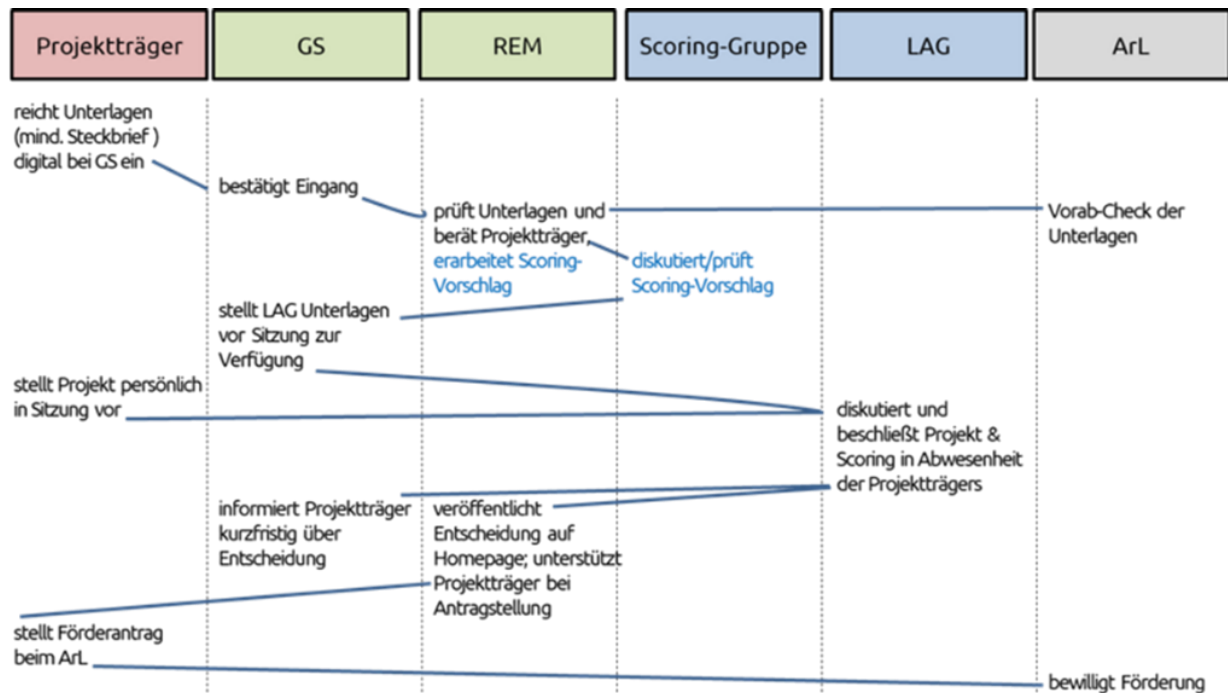 Projektträger
GS
REM
Scoring-Gruppe
LAG
ArL
reicht Unterlagen
(mind. Steckbrief )
digital bei GS ein
bestätigt Eingang
prüft Unterlagen und
berät Projektträger,
erarbeitet Scoring-
Vorschlag
Vorab-Check der
Unterlagen
diskutiert/prüft
Scoring-Vorschlag
stellt LAG Unterlagen
vor Sitzung zur
Verfügung
stellt Projekt persönlich
in Sitzung vor
diskutiert und
beschließt Projekt &
Scoring in Abwesenheit
der Projektträgers
informiert Projektträger
kurzfristig über
Entscheidung
veröffentlicht
Entscheidung auf
Homepage; unterstützt
Projektträger bei
Antragstellung
stellt Förderantrag
beim ArL
bewilligt Förderung